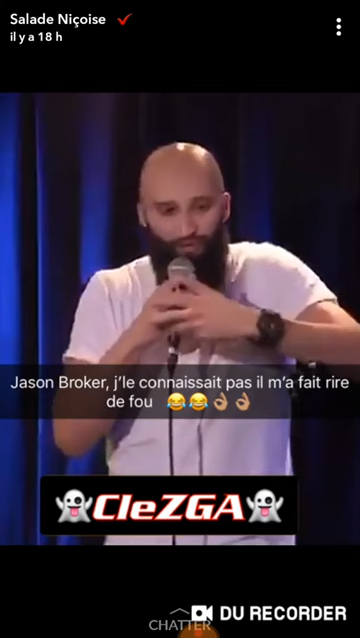 Salade Niçoise
il y a 18 h
Jason Broker, j'le connaissait pas il m'a fait rire
de fou 😂😂👌🏼👌🏼
👻CleZGA👻
DU RECORDER
CHATTER